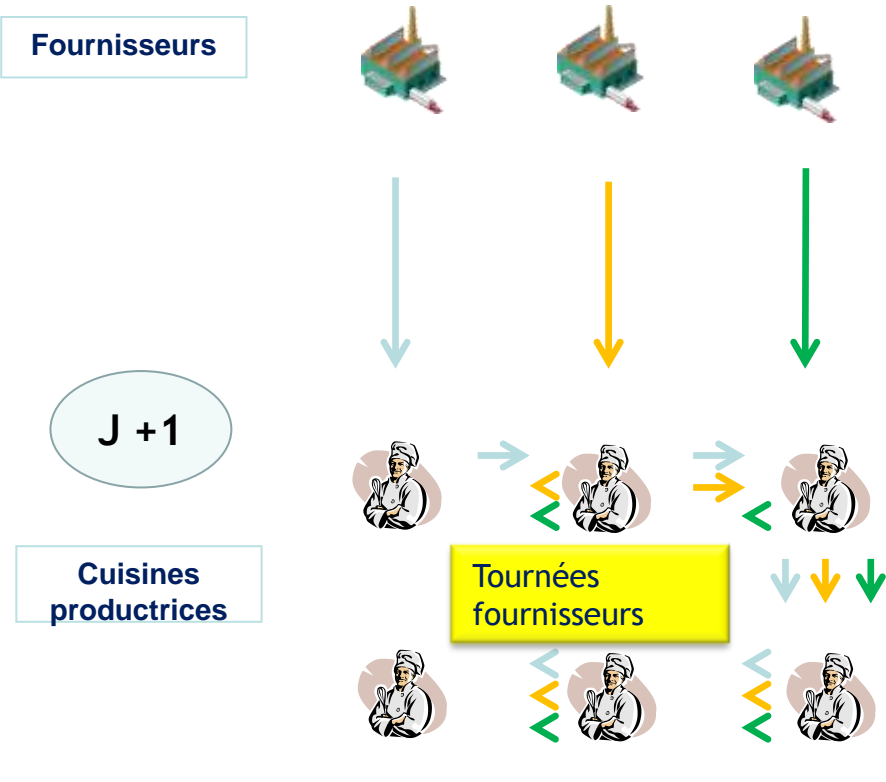 Fournisseurs
J +1
Cuisines
productrices
Tournées
fournisseurs